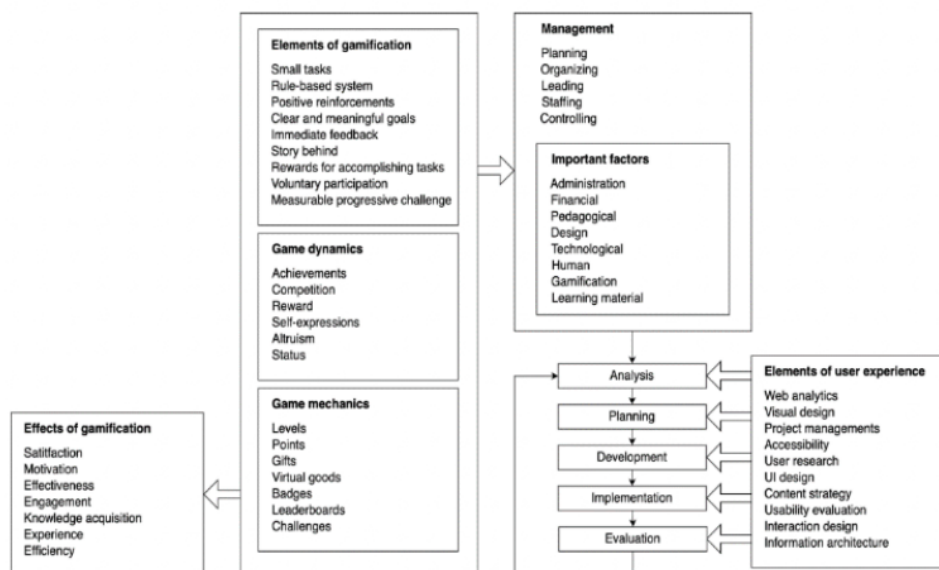 Elements of gamification
Small tasks
Rule-based system
Positive reinforcements
Clear and meaningful goals
Immediate feedback
Story behind
Rewards for accomplishing tasks
Voluntary participation
Measurable progressive challenge
Game dynamics
Achievements
Competition
Reward
Self-expressions
Altruism
Status
Game mechanics
Levels
Points
Gifts
Virtual goods
Badges
Leaderboards
Challenges
Effects of gamification
Satitfaction
Motivation
Effectiveness
Engagement
Knowledge acquisition
Experience
Efficiency
Management
Planning
Organizing
Leading
Staffing
Controlling
Important factors
Administration
Financial
Pedagogical
Design
Technological
Human
Gamification
Learning material
Analysis
Planning
Development
Implementation
Evaluation
Elements of user experience
Web analytics
Visual design
Project managements
Accessibility
User research
UI design
Content strategy
Usability evaluation
Interaction design
Information architecture